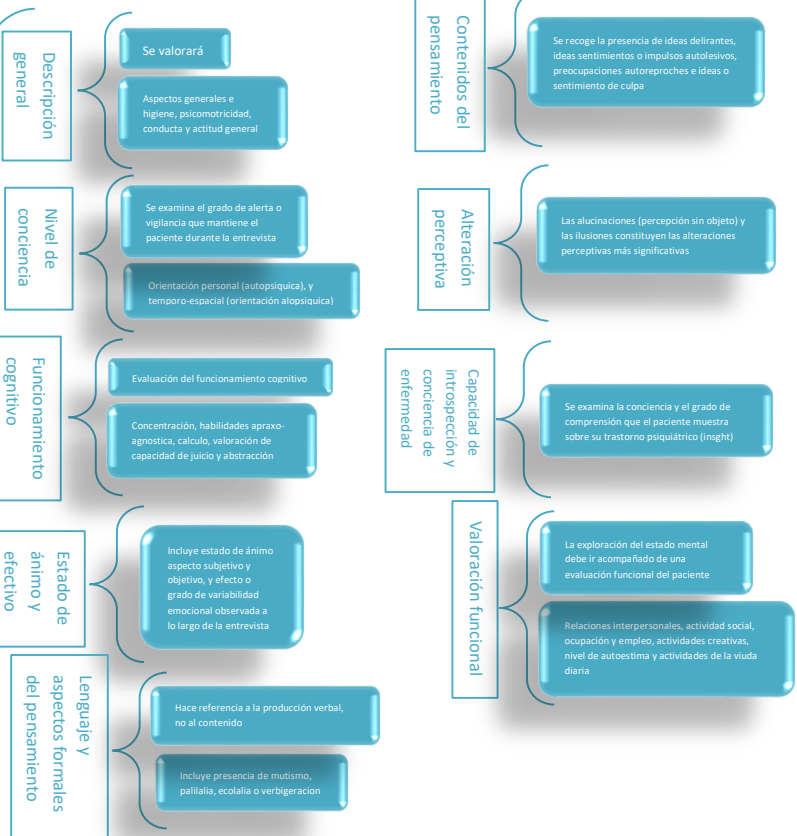 Descripción
general
Se valorará
Aspectos generales e
higiene, psicomotricidad,
conducta y actitud general
Nivel de
conciencia
Se examina el grado de alerta o
vigilancia que mantiene el
paciente durante la entrevista
Orientación personal (autopsiquica), y
temporo-espacial (orientación alopsiquica)
Funcionamiento
cognitivo
Evaluación del funcionamiento cognitivo
Concentración, habilidades apraxo-
agnostica, calculo, valoración de
capacidad de juicio y abstracción
Estado de
ánimo y
efectivo
Incluye estado de ánimo
aspecto subjetivo y
objetivo, y efecto o
grado de variabilidad
emocional observada a
lo largo de la entrevista
Lenguaje y
aspectos formales
del pensamiento
Hace referencia a la producción verbal,
no al contenido
Incluye presencia de mutismo,
palilalia, ecolalia o verbigeracion
Contenidos del
pensamiento
Se recoge la presencia de ideas delirantes,
ideas sentimientos o impulsos autolesivos,
preocupaciones autoreproches e ideas o
sentimiento de culpa
Alteración
perceptiva
Las alucinaciones (percepción sin objeto) y
las ilusiones constituyen las alteraciones
perceptivas más significativas
Capacidad de
introspección y
conciencia de
enfermedad
Se examina la conciencia y el grado de
comprensión que el paciente muestra
sobre su trastorno psiquiátrico (insght)
Valoración funcional
La exploración del estado mental
debe ir acompañado de una
evaluación funcional del paciente
Relaciones interpersonales, actividad social,
ocupación y empleo, actividades creativas,
nivel de autoestima y actividades de la viuda
diaria